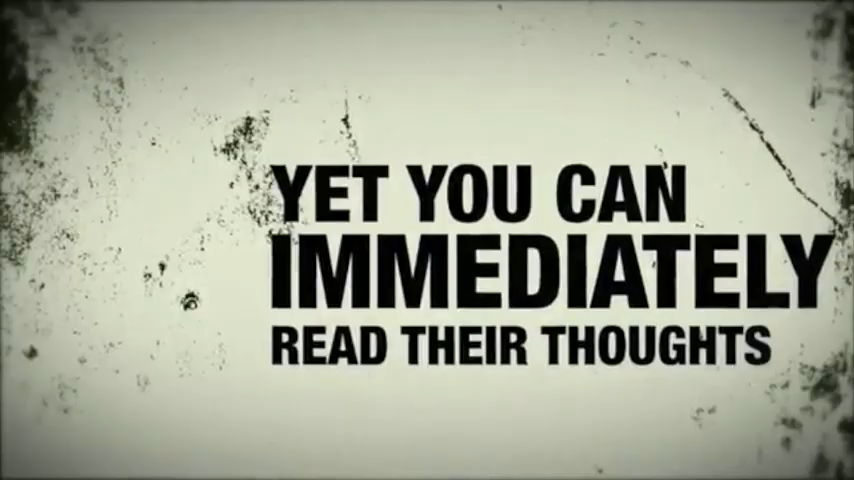 YET YOU CAN
IMMEDIATELY
READ THEIR THOUGHTS